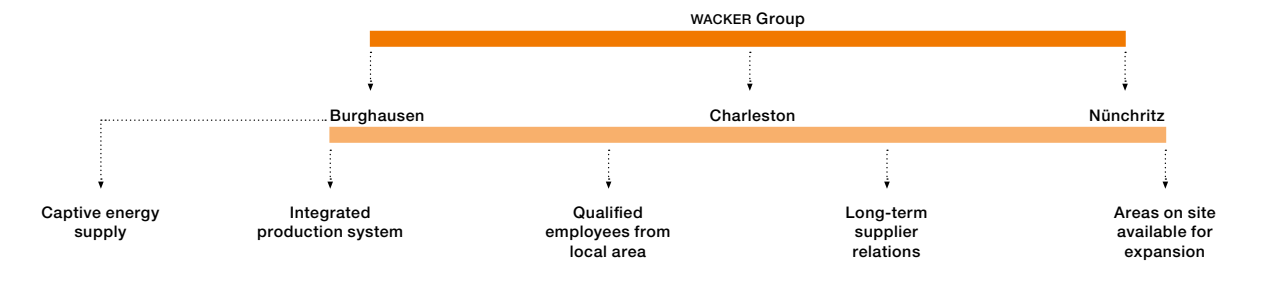 WACKER Group
Burghausen
Charleston
Nünchritz
Captive energy
supply
Integrated
production system
Qualified
employees from
local area
Long-term
supplier
relations
Areas on site
available for
expansion